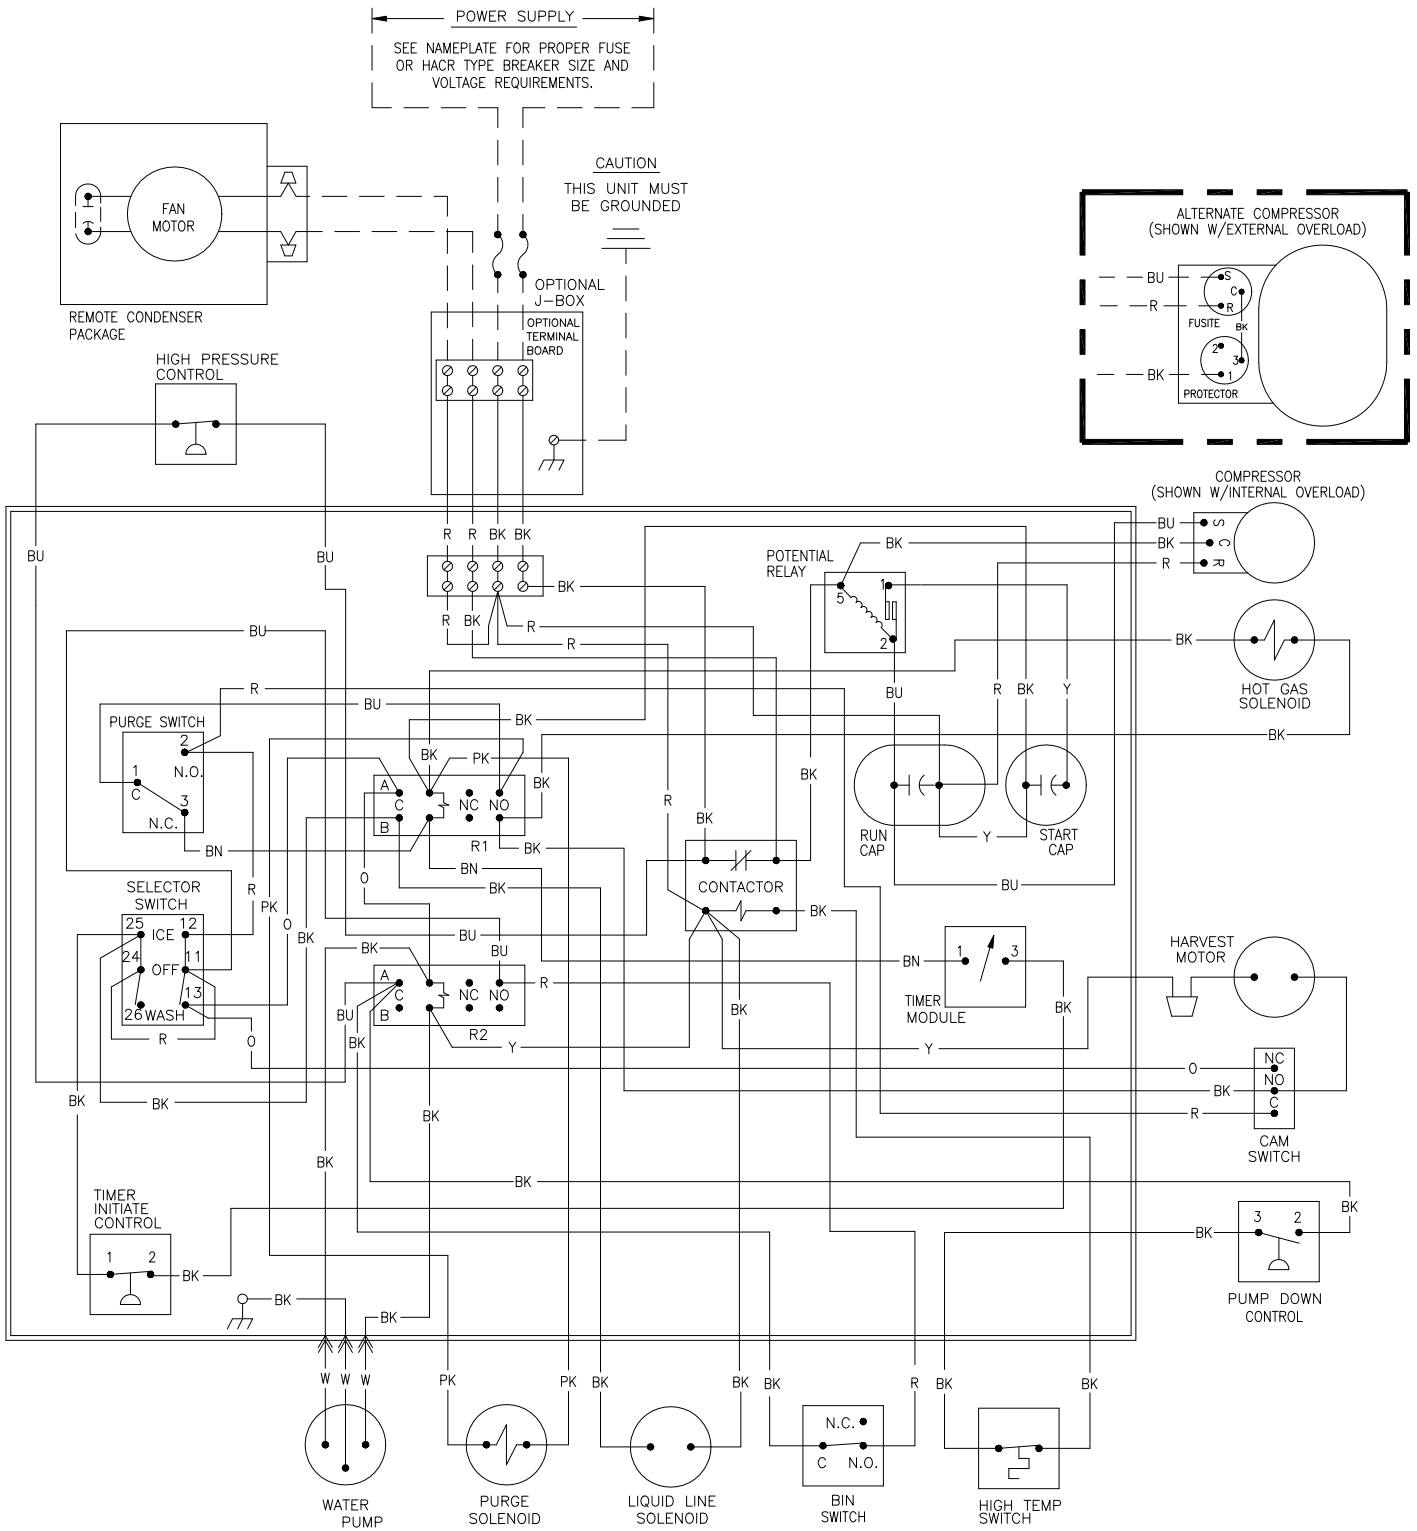 POWER SUPPLY
SEE NAMEPLATE FOR PROPER FUSE
OR HACR TYPE BREAKER SIZE AND
VOLTAGE REQUIREMENTS.
CAUTION
THIS UNIT MUST
BE GROUNDED
FAN
MOTOR
REMOTE CONDENSER
PACKAGE
OPTIONAL
J-BOX
OPTIONAL
TERMINAL
BOARD
ALTERNATE COMPRESSOR
(SHOWN W/EXTERNAL OVERLOAD)
BU
S
C
R
R
FUSITE
BK
2
3
BK
1
PROTECTOR
HIGH PRESSURE
CONTROL
COMPRESSOR
(SHOWN W/INTERNAL OVERLOAD)
BU S
BK C
R R
R R BK BK
BU
BU
BK
POTENTIAL
RELAY
BK
5
1
2
R BK
R
R
BU
BK
HOT GAS
SOLENOID
BK
R
BU
BK
BU R BK Y
PURGE SWITCH
2
N.O.
1
C
3
N.C.
BN
BK
PK
BK
A
C
NC NO
B
R1
BK
BN
BK
R
BK
BK
RUN
CAP
START
CAP
Y
BU
CONTACTOR
BK
SELECTOR
SWITCH
25 12
ICE
24 11
OFF
13
26 WASH
R
R
PK
O
BK
O
O
BK
BU
BU
A
C
NC NO
B
R2
R
BU
BK
Y
BK
BN
1 3
TIMER
MODULE
BK
Y
HARVEST
MOTOR
O
NC
NO
C
BK
R
CAM
SWITCH
BK
BK
BK
BK
BK
BK
TIMER
INITIATE
CONTROL
1 2
BK
BK
BK
BK
3 2
PUMP DOWN
CONTROL
W W W
PK
PK
BK
BK
BK
R
BK
BK
WATER
PUMP
PURGE
SOLENOID
LIQUID LINE
SOLENOID
N.C.
C N.O.
BIN
SWITCH
HIGH TEMP
SWITCH